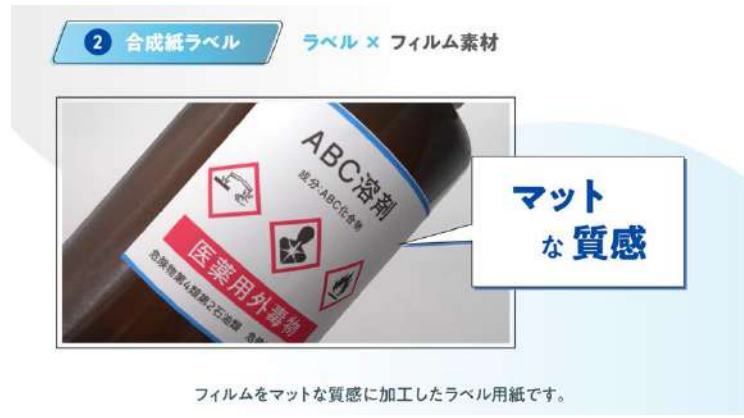 2 合成紙ラベル
ラベル × フィルム素材
ABC溶剤
成分:ABC化合物
医薬用外毒物
危険物第4類第2石油類 危険
マット
な質感
フィルムをマットな質感に加工したラベル用紙です。